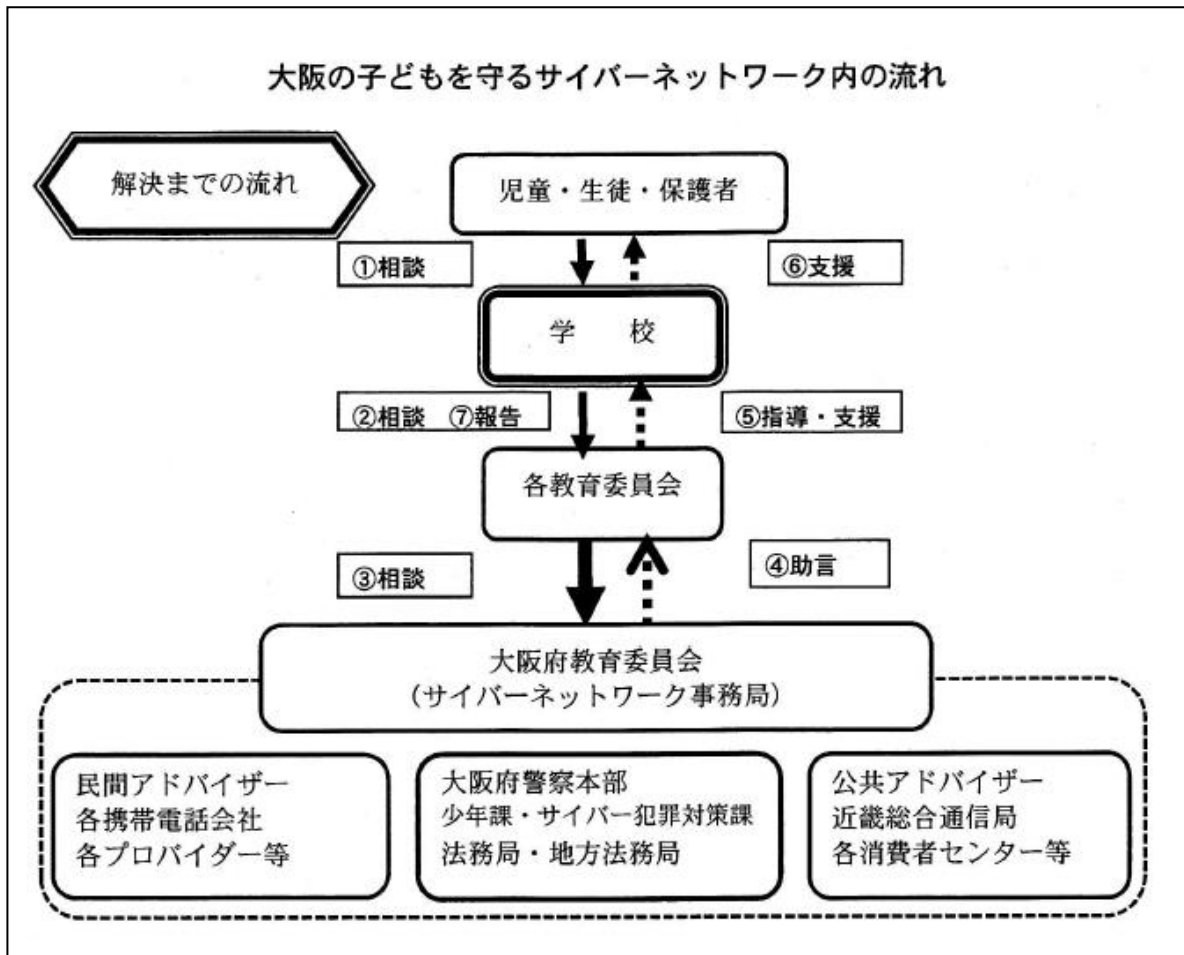 大阪の子どもを守るサイバーネットワーク内の流れ
解決までの流れ
児童・生徒・保護者
①相談
⑥支援
学　　校
②相談　⑦報告
⑤指導・支援
各教育委員会
③相談
④助言
大阪府教育委員会
（サイバーネットワーク事務局）
民間アドバイザー
各携帯電話会社
各プロバイダー等
大阪府警察本部
少年課・サイバー犯罪対策課
法務局・地方法務局
公共アドバイザー
近畿総合通信局
各消費者センター等